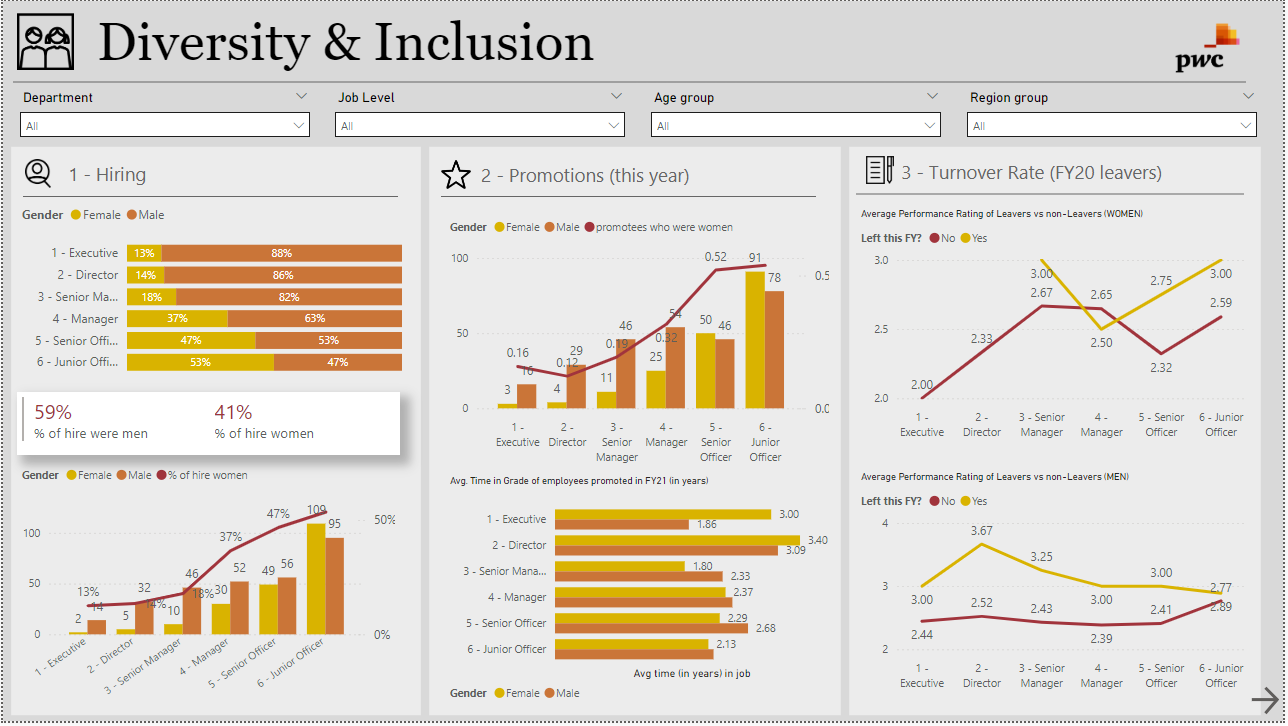 Diversity & Inclusion
pwc
Department
Job Level
Age group
Region group
All
All
All
All
1 - Hiring
Gender Female Male
1 - Executive 13% 88%
2 - Director 14% 86%
3 - Senior Ma... 18% 82%
4 - Manager 37% 63%
5 - Senior Offi... 47% 53%
6 - Junior Offi... 53% 47%
59% 41%
% of hire were men % of hire women
Gender Female Male % of hire women
100
50
0
50%
0%
13% 14% 18% 37% 47%
2 14
5 32
10 46
30 52
49 56
109 95
1 - Executive
2 - Director
3 - Senior Manager
4 - Manager
5 - Senior Officer
6 - Junior Officer
2 - Promotions (this year)
Gender Female Male promotees who were women
100
50
0
0.5
0.0
0.16 0.12 0.19 0.32 0.52
3 16
4 29
11 46
25 54
50 46
91 78
1 -
Executive
2 -
Director
3 -
Senior
Manager
4 -
Manager
5 -
Senior
Officer
6 -
Junior
Officer
Avg. Time in Grade of employees promoted in FY21 (in years)
1 - Executive 3.00 1.86
2 - Director 3.40 3.09
3 - Senior Mana... 1.80 2.33
4 - Manager 2.37
5 - Senior Officer 2.29 2.68
6 - Junior Officer 2.13
Avg time (in years) in job
Gender Female Male
3 - Turnover Rate (FY20 leavers)
Average Performance Rating of Leavers vs non-Leavers (WOMEN)
Left this FY? No Yes
3.0
2.5
2.0
3.00 2.50 2.75 3.00
2.00 2.33 2.67 2.65 2.32 2.59
1 -
Executive
2 -
Director
3 - Senior
Manager
4 -
Manager
5 - Senior
Officer
6 - Junior
Officer
Average Performance Rating of Leavers vs non-Leavers (MEN)
Left this FY? No Yes
4
3
2
3.00 3.67 3.25 3.00 3.00 2.89
2.44 2.52 2.43 2.39 2.41 2.77
1 -
Executive
2 -
Director
3 - Senior
Manager
4 -
Manager
5 - Senior
Officer
6 - Junior
Officer